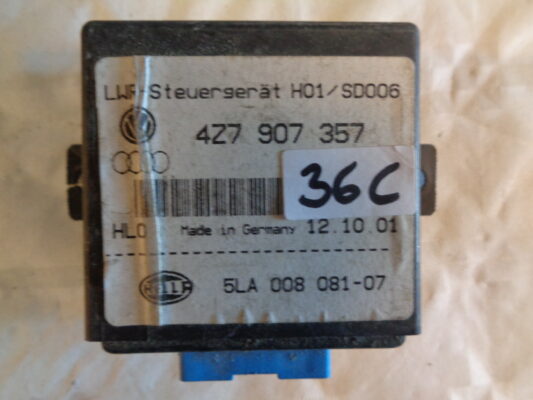 LWR-Steuergerät H01/SD006
4Z7 907 357
36C
HLO Made in Germany 12.10.01
HELLA 5LA 008 081-07